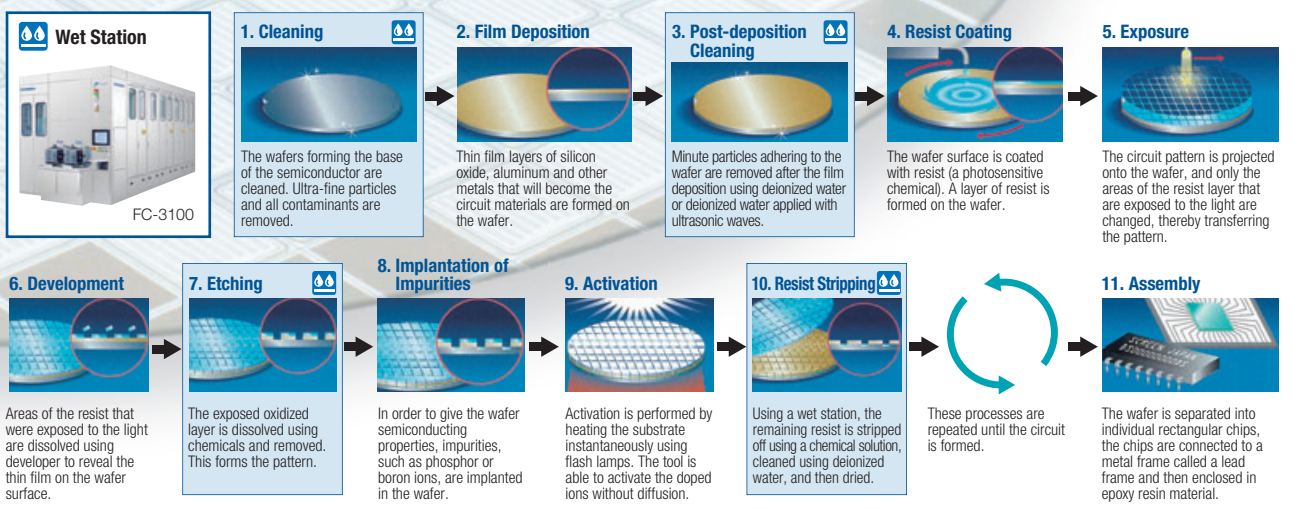 Wet Station
FC-3100
1. Cleaning
The wafers forming the base
of the semiconductor are
cleaned. Ultra-fine particles
and all contaminants are
removed.
2. Film Deposition
Thin film layers of silicon
oxide, aluminum and other
metals that will become the
circuit materials are formed on
the wafer.
3. Post-deposition
Cleaning
Minute particles adhering to the
wafer are removed after the film
deposition using deionized water
or deionized water applied with
ultrasonic waves.
4. Resist Coating
The wafer surface is coated
with resist (a photosensitive
chemical). A layer of resist is
formed on the wafer.
5. Exposure
The circuit pattern is projected
onto the wafer, and only the
areas of the resist layer that
are exposed to the light are
changed, thereby transferring
the pattern.
6. Development
Areas of the resist that
were exposed to the light
are dissolved using
developer to reveal the
thin film on the wafer
surface.
7. Etching
The exposed oxidized
layer is dissolved using
chemicals and removed.
This forms the pattern.
8. Implantation of
Impurities
In order to give the wafer
semiconducting
properties, impurities,
such as phosphor or
boron ions, are implanted
in the wafer.
9. Activation
Activation is performed by
heating the substrate
instantaneously using
flash lamps. The tool is
able to activate the doped
ions without diffusion.
10. Resist Stripping
Using a wet station, the
remaining resist is stripped
off using a chemical solution,
cleaned using deionized
water, and then dried.
These processes are
repeated until the circuit
is formed.
11. Assembly
The wafer is separated into
individual rectangular chips,
the chips are connected to a
metal frame called a lead
frame and then enclosed in
epoxy resin material.